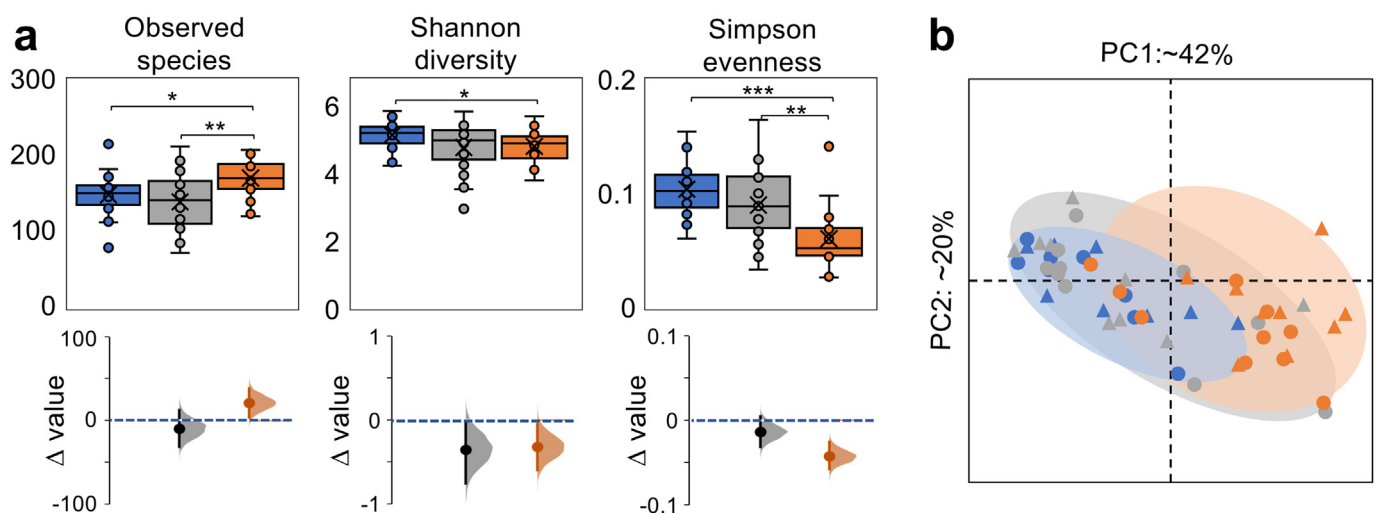 a
Observed
species
300
200
100
0
*
**
Shannon
diversity
6
4
2
0
*
Simpson
evenness
0.2
0.1
0
***
**
Δ value
100
0
-100
Δ value
1
0
-1
Δ value
0.1
0
-0.1
b
PC1:~42%
PC2: ~20%